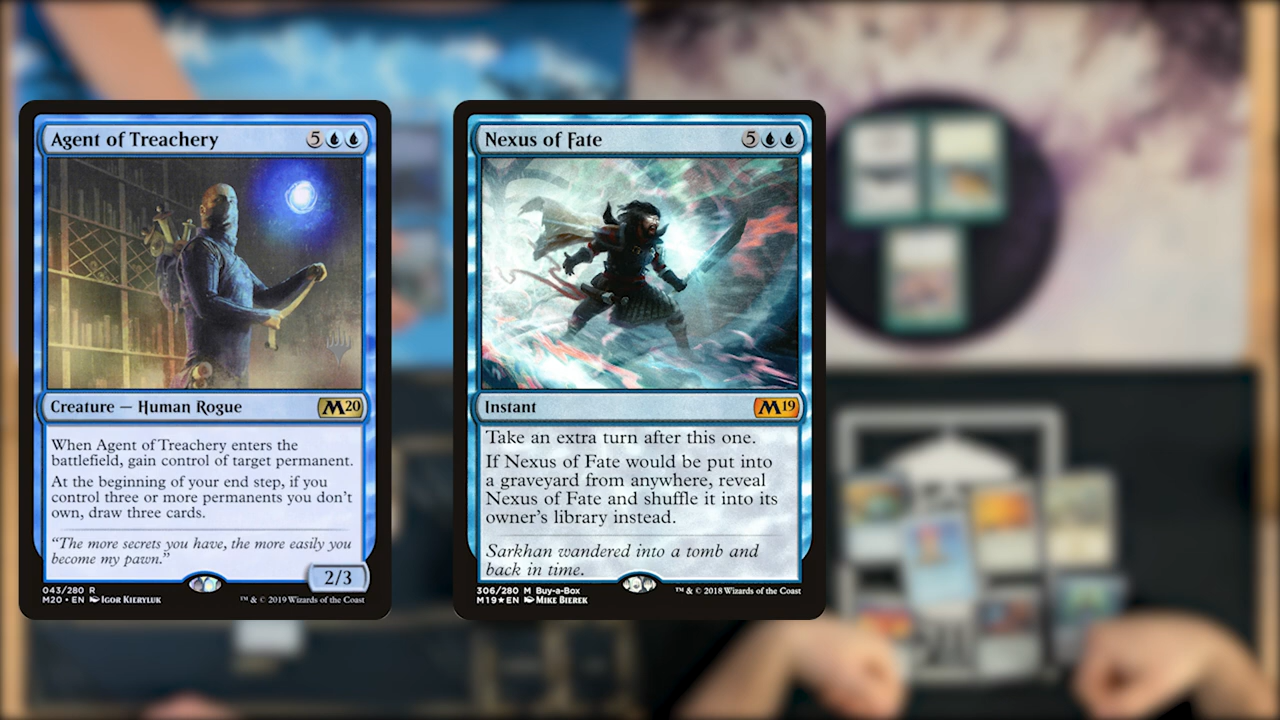 Agent of Treachery 5
Creature — Human Rogue M20
When Agent of Treachery enters the
battlefield, gain control of target permanent.
At the beginning of your end step, if you
control three or more permanents you don't
own, draw three cards.
"The more secrets you have, the more easily you
become my pawn."
2/3
043/280 R
M20 • EN Igor Kieryluk
™ & © 2019 Wizards of the Coast
Nexus of Fate 5
Instant M19
Take an extra turn after this one.
If Nexus of Fate would be put into
a graveyard from anywhere, reveal
Nexus of Fate and shuffle it into its
owner's library instead.
Sarkhan wandered into a tomb and
back in time.
306/280 M Buy-a-Box
M19★EN Mike Bierek
™ & © 2018 Wizards of the Coast